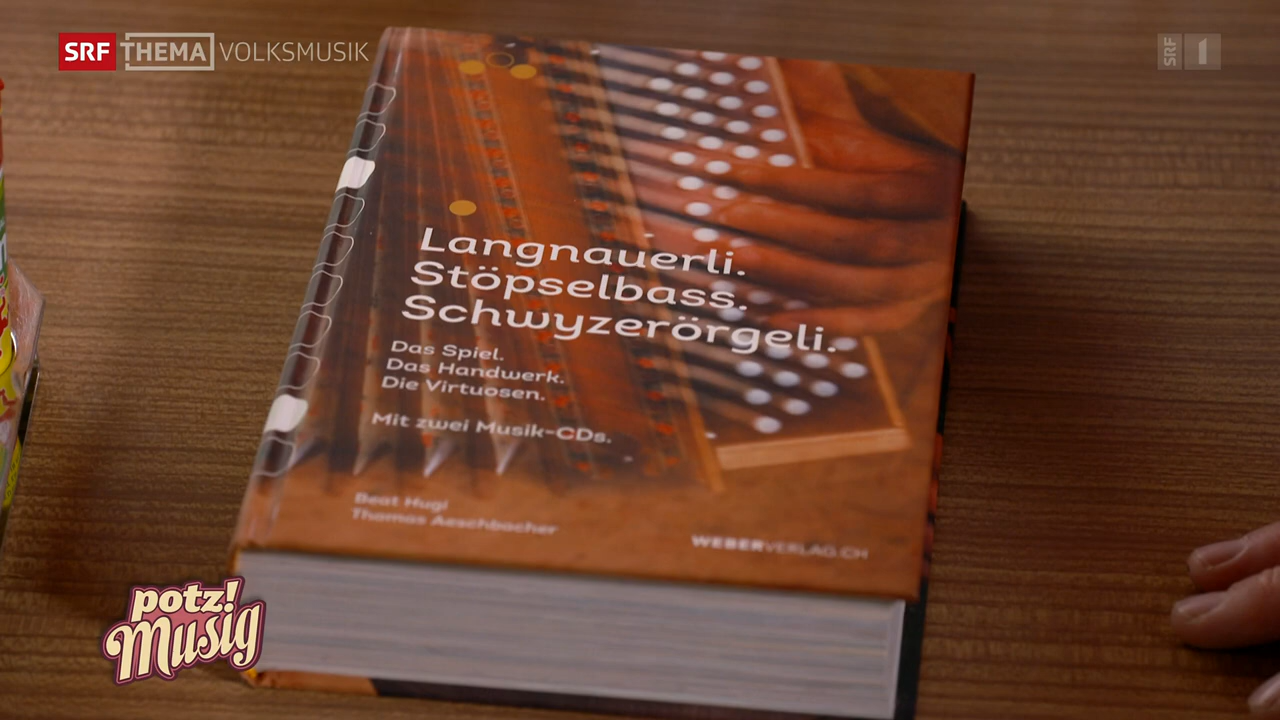 SRF THEMA VOLKSMUSIK
SRF 1
Langnauerli.
Stöpselbass.
Schwyzerörgeli.
Das Spiel.
Das Handwerk.
Die Virtuosen.
Mit zwei Musik-CDs.
Beat Hugi
Thomas Aeschbacher
WEBERVERLAG.CH
potz!
Musig